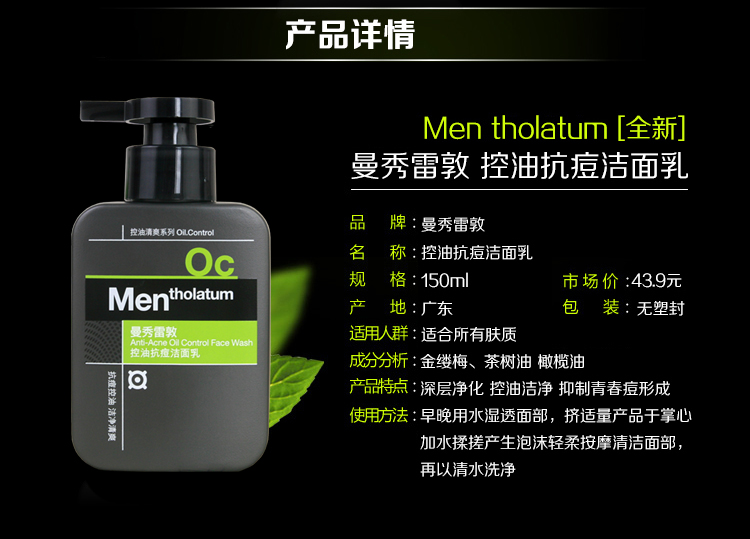 产品详情
Men tholatum [全新]
曼秀雷敦 控油抗痘洁面乳
品 牌：曼秀雷敦
名 称：控油抗痘洁面乳
规 格：150ml 市场价：43.9元
产 地：广东 包 装：无塑封
适用人群：适合所有肤质
成分分析：金缕梅、茶树油 橄榄油
产品特点：深层净化 控油洁净 抑制青春痘形成
使用方法：早晚用水湿透面部，挤适量产品于掌心
加水揉搓产生泡沫轻柔按摩清洁面部，
再以清水洗净
控油清爽系列 Oil.Control
Oc
Mentholatum
曼秀雷敦
Anti-Acne Oil Control Face Wash
控油抗痘洁面乳
抗痘控油 洁净清爽